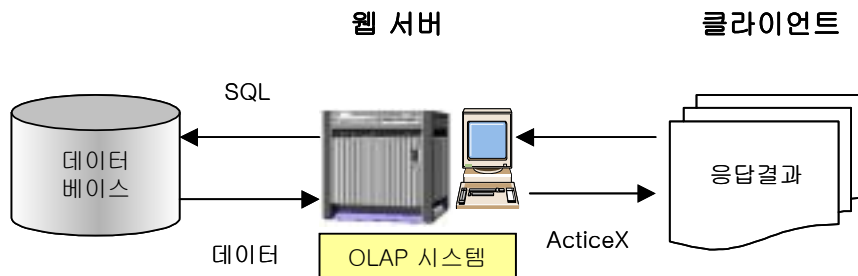 웹 서버
클라이언트
SQL
데이터
베이스
응답결과
데이터
OLAP 시스템
ActiceX